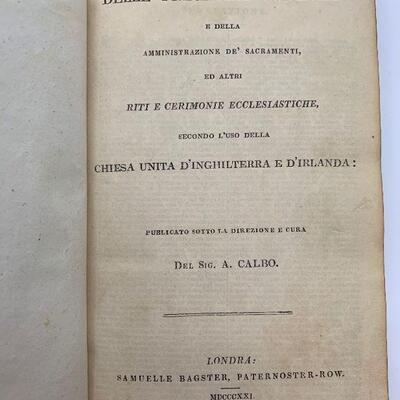 DELLE
E DELLA
AMMINISTRAZIONE DE' SACRAMENTI,
ED ALTRI
RITI E CERIMONIE ECCLESIASTICHE,
SECONDO L'USO DELLA
CHIESA UNITA D'INGHILTERRA E D'IRLANDA:
PUBLICATO SOTTO LA DIREZIONE E CURA
DEL SIG. A. CALBO.
LONDRA:
SAMUELLE BAGSTER, PATERNOSTER-ROW.
MDCCCXXI.